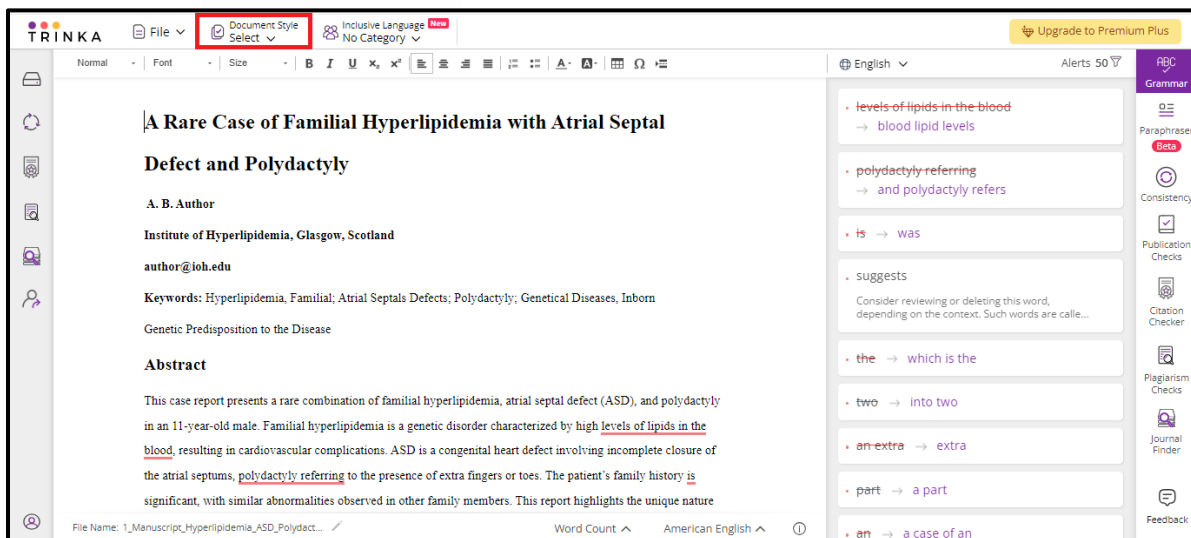 TRINKA
File
Document Style
Select
Inclusive Language New
No Category
Upgrade to Premium Plus
Normal Font Size B I U x₂ x² A A Ω
English
Alerts 50
ABC
Grammar
Paraphraser
Beta
Consistency
Publication
Checks
Citation
Checker
Plagiarism
Checks
Journal
Finder
Feedback
A Rare Case of Familial Hyperlipidemia with Atrial Septal
Defect and Polydactyly
A. B. Author
Institute of Hyperlipidemia, Glasgow, Scotland
author@ioh.edu
Keywords: Hyperlipidemia, Familial; Atrial Septals Defects; Polydactyly; Genetical Diseases, Inborn
Genetic Predisposition to the Disease
Abstract
This case report presents a rare combination of familial hyperlipidemia, atrial septal defect (ASD), and polydactyly
in an 11-year-old male. Familial hyperlipidemia is a genetic disorder characterized by high levels of lipids in the
blood, resulting in cardiovascular complications. ASD is a congenital heart defect involving incomplete closure of
the atrial septums, polydactyly referring to the presence of extra fingers or toes. The patient's family history is
significant, with similar abnormalities observed in other family members. This report highlights the unique nature
levels of lipids in the blood
→ blood lipid levels
polydactyly referring
→ and polydactyly refers
is → was
suggests
Consider reviewing or deleting this word,
depending on the context. Such words are calle...
the → which is the
two → into two
an extra → extra
part → a part
an → a case of an
File Name: 1_Manuscript_Hyperlipidemia_ASD_Polydact...
Word Count
American English